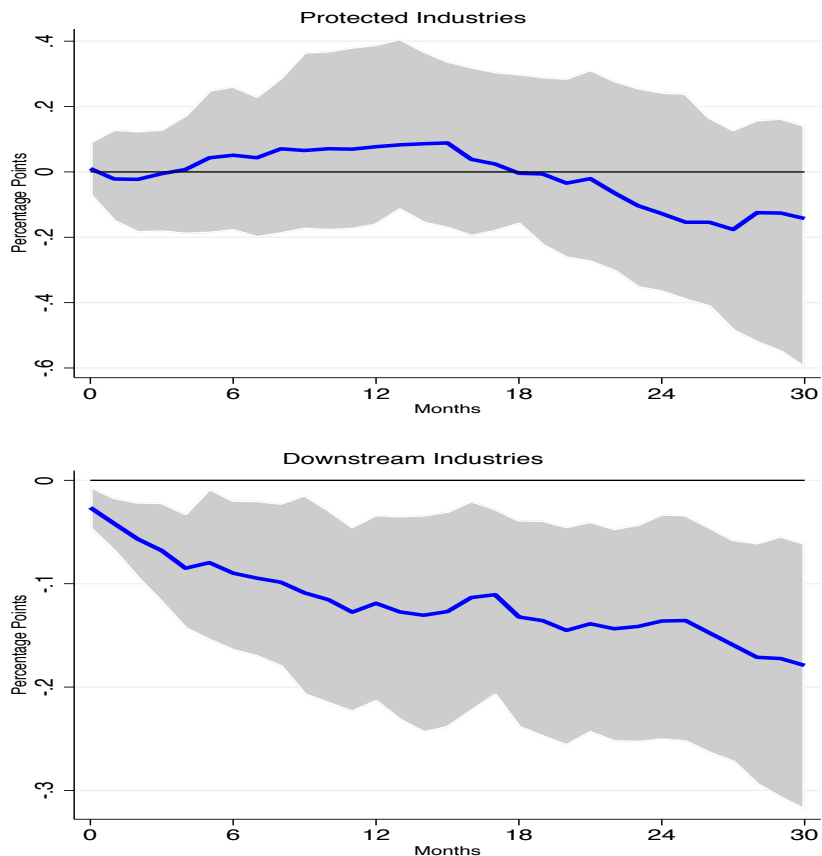 Protected Industries
Percentage Points
.4
.2
0
-.2
-.4
-.6
0 6 12 18 24 30
Months
Downstream Industries
Percentage Points
0
-.1
-.2
-.3
0 6 12 18 24 30
Months